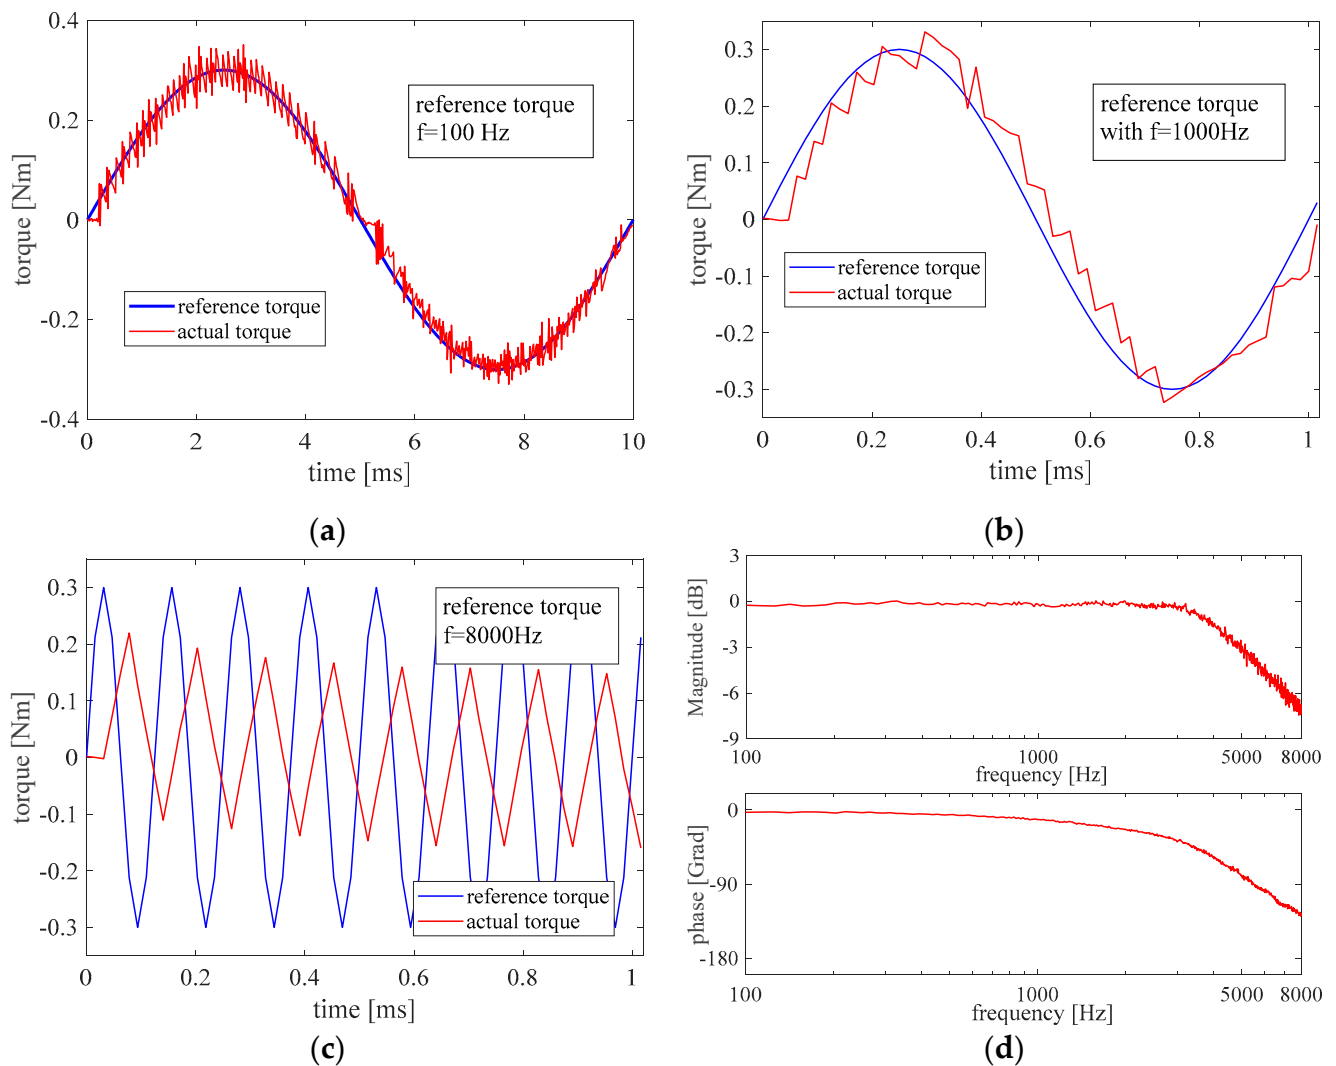 0.4
0.2
0
-0.2
-0.4
torque [Nm]
reference torque
f=100 Hz
reference torque
actual torque
0 2 4 6 8 10
time [ms]
(a)
0.3
0.2
0.1
0
-0.1
-0.2
-0.3
torque [Nm]
reference torque
with f=1000Hz
reference torque
actual torque
0 0.2 0.4 0.6 0.8 1
time [ms]
(b)
0.3
0.2
0.1
0
-0.1
-0.2
-0.3
torque [Nm]
reference torque
f=8000Hz
reference torque
actual torque
0 0.2 0.4 0.6 0.8 1
time [ms]
(c)
3
0
-3
-6
-9
Magnitude [dB]
100 1000 5000 8000
frequency [Hz]
0
-90
-180
phase [Grad]
100 1000 5000 8000
frequency [Hz]
(d)